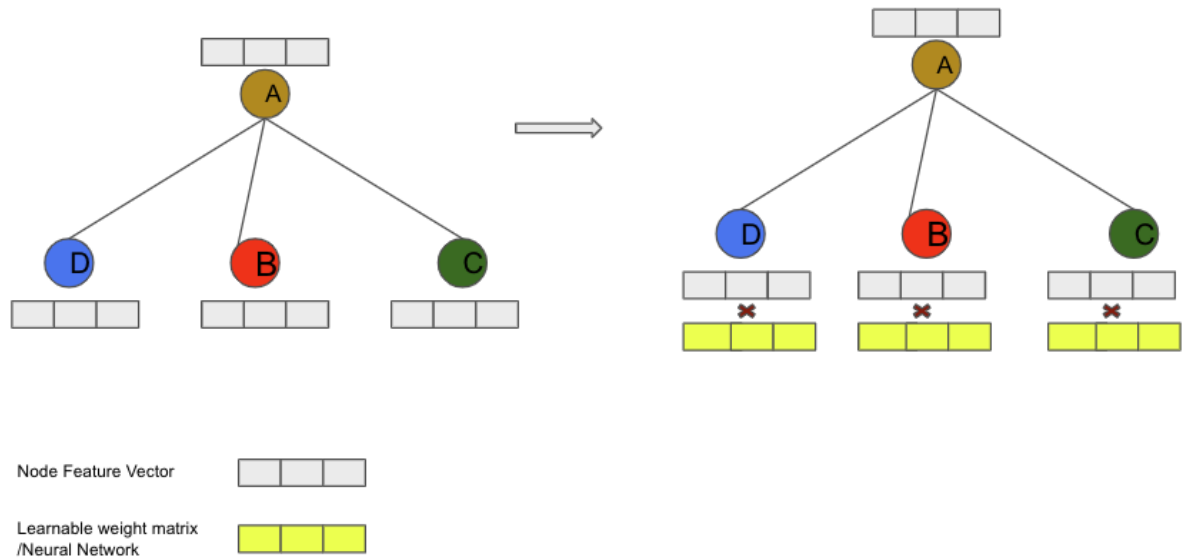 A
A
D
B
C
D
B
C
Node Feature Vector
Learnable weight matrix
/Neural Network